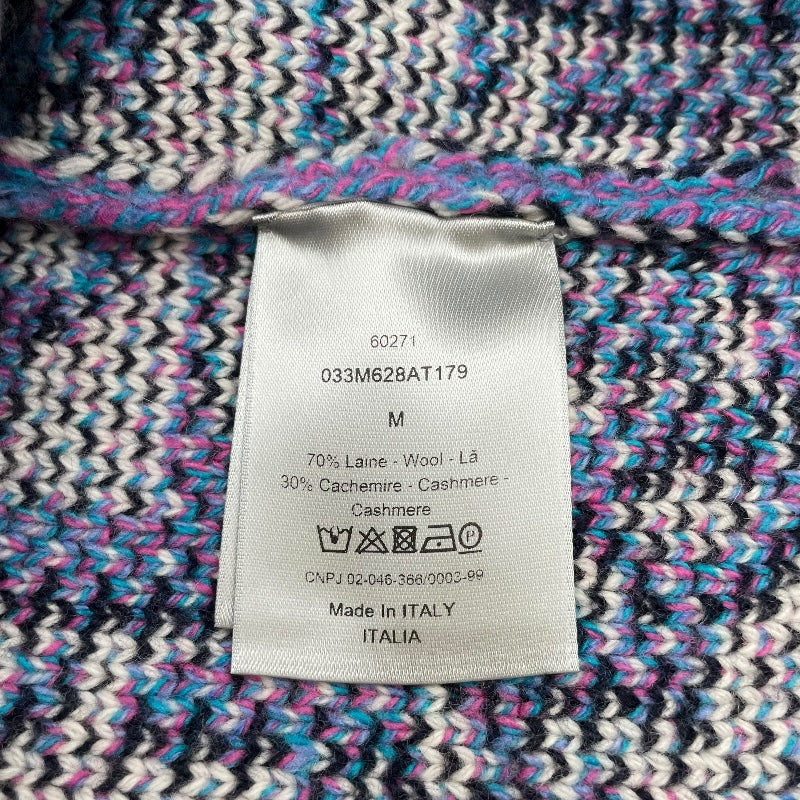 60271
033M628AT179
M
70% Laine - Wool - Lã
30% Cachemire - Cashmere -
Cashmere
P
CNPJ 02-046-366/0003-99
Made In ITALY
ITALIA